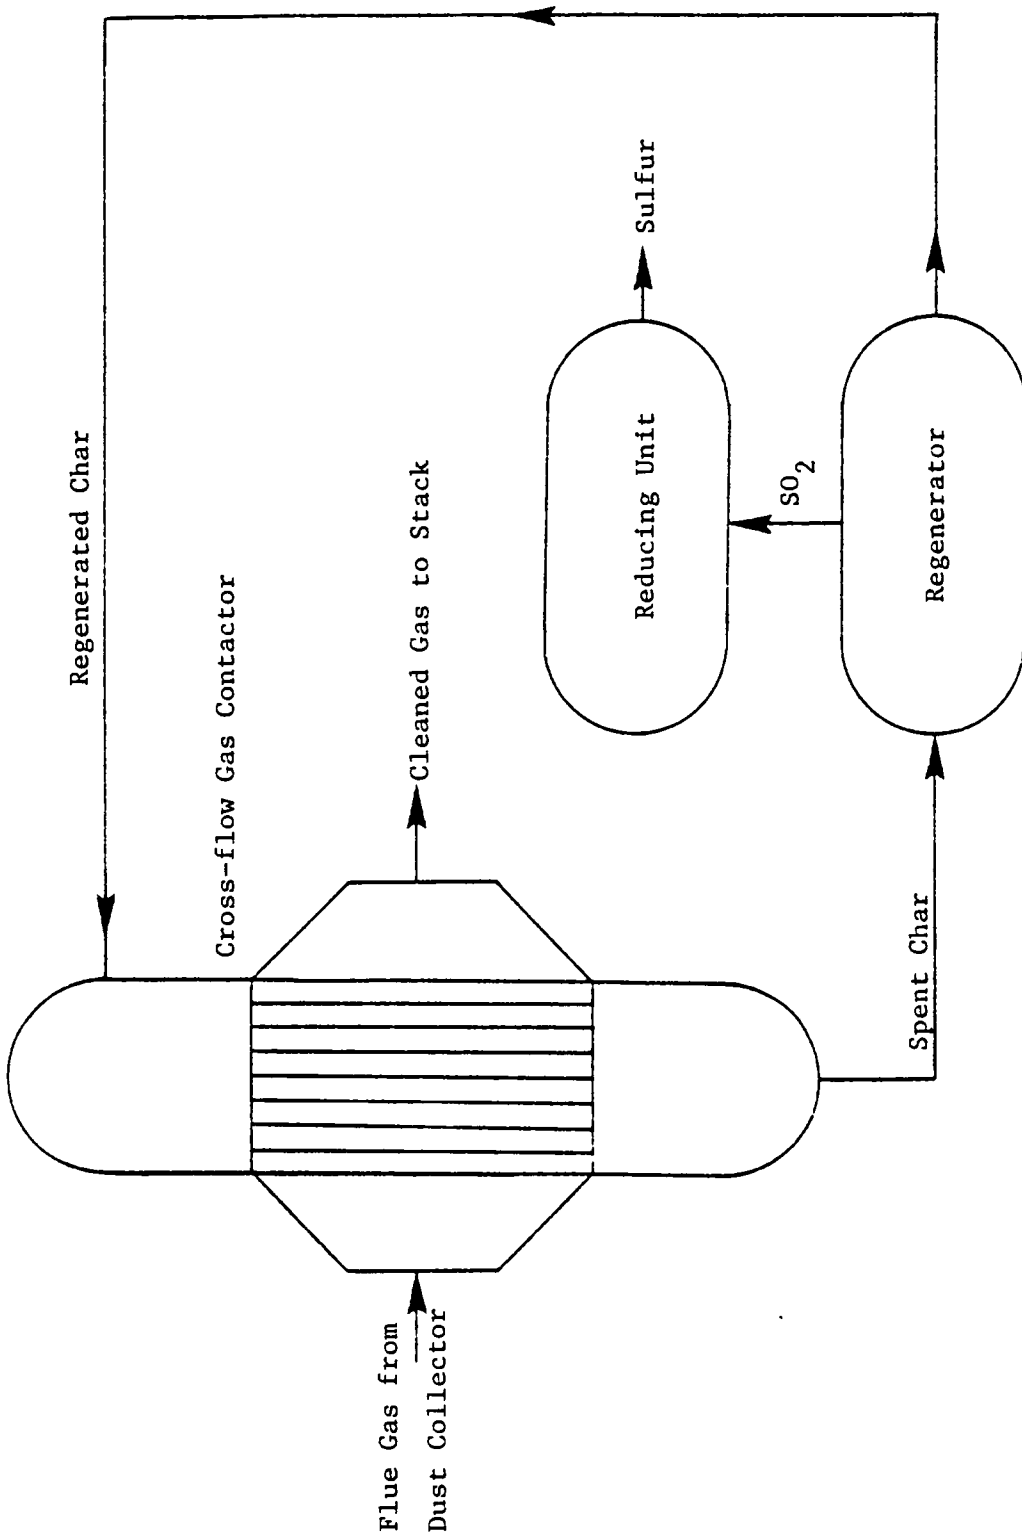 Regenerated Char
Cross-flow Gas Contactor
Flue Gas from
Dust Collector
Cleaned Gas to Stack
Reducing Unit
Sulfur
SO₂
Spent Char
Regenerator